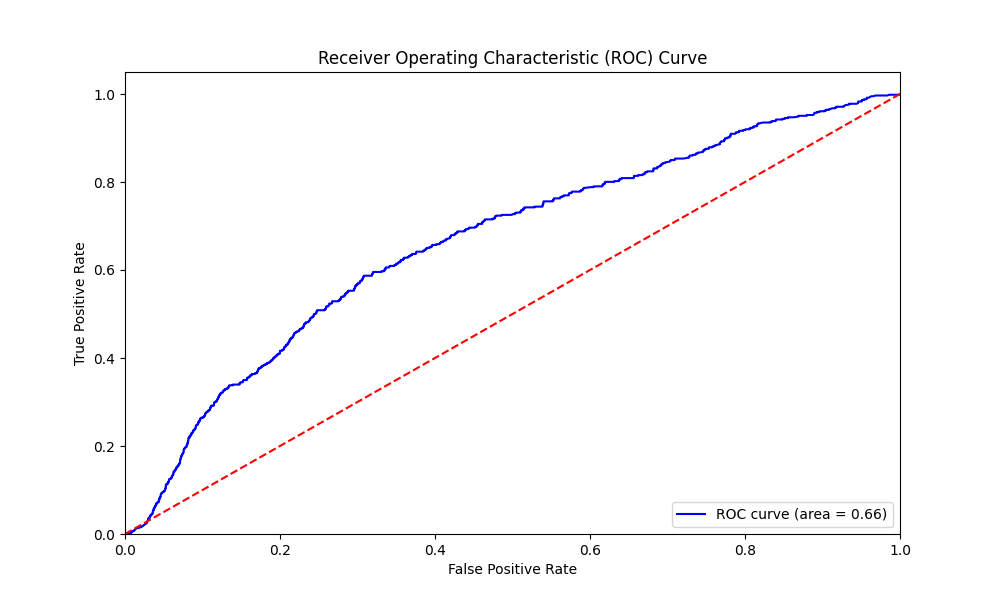 Receiver Operating Characteristic (ROC) Curve
True Positive Rate
1.0
0.8
0.6
0.4
0.2
0.0
0.0 0.2 0.4 0.6 0.8 1.0
False Positive Rate
ROC curve (area = 0.66)